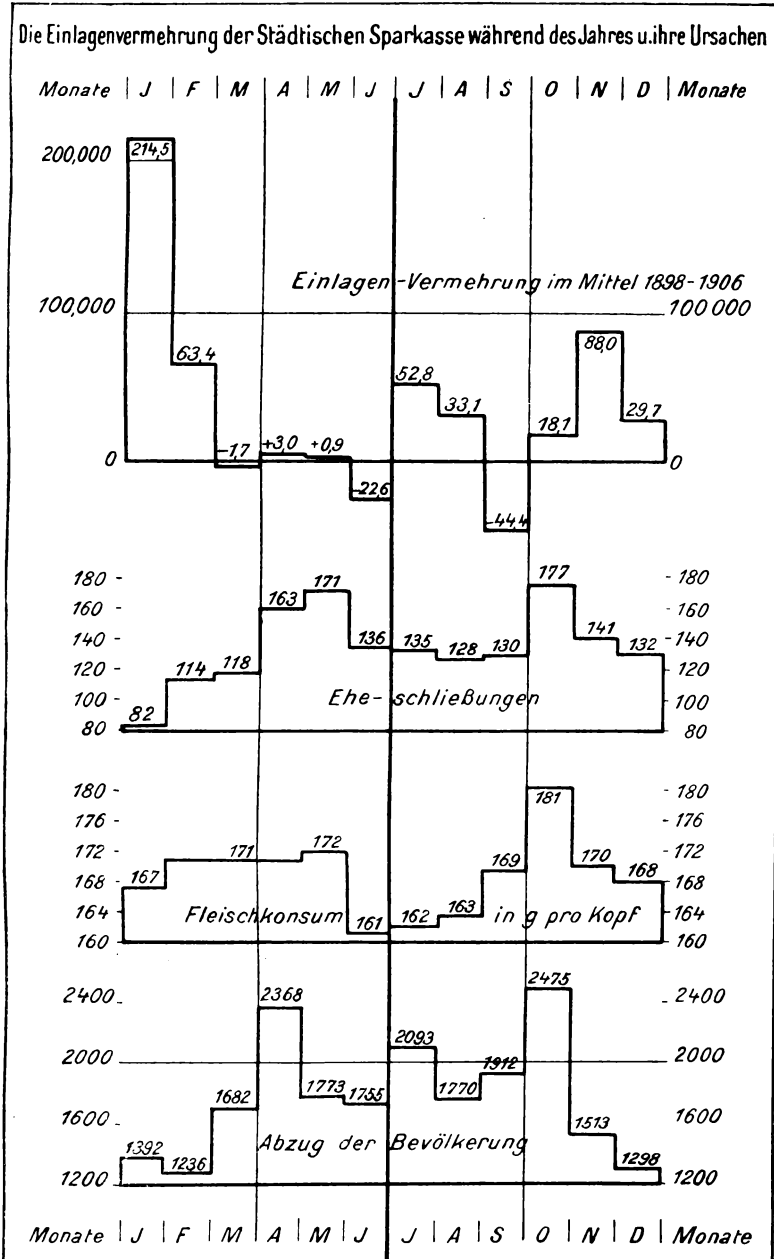 Die Einlagenvermehrung der Städtischen Sparkasse während des Jahres u. ihre Ursachen
Monate | J | F | M | A | M | J | J | A | S | O | N | D | Monate
200,000
214,5
Einlagen-Vermehrung im Mittel 1898-1906
100,000
100 000
63,4
-1,7
+3,0
+0,9
-22,6
52,8
33,1
-44,4
18,1
88,0
29,7
0
0
180 - - 180
160 - - 160
140 - - 140
120 - - 120
100 - - 100
80 - - 80
82
114
118
163
171
136
135
128
130
177
141
132
Ehe-schließungen
180 - - 180
176 - - 176
172 - - 172
168 - - 168
164 - - 164
160 - - 160
167
171
172
161
162
163
169
181
170
168
Fleischkonsum in g pro Kopf
2400 - - 2400
2000 2000
1600 - 1600
1200 1200
1392
1236
1682
2368
1773
1755
2093
1770
1912
2475
1513
1298
Abzug der Bevölkerung
Monate | J | F | M | A | M | J | J | A | S | O | N | D | Monate